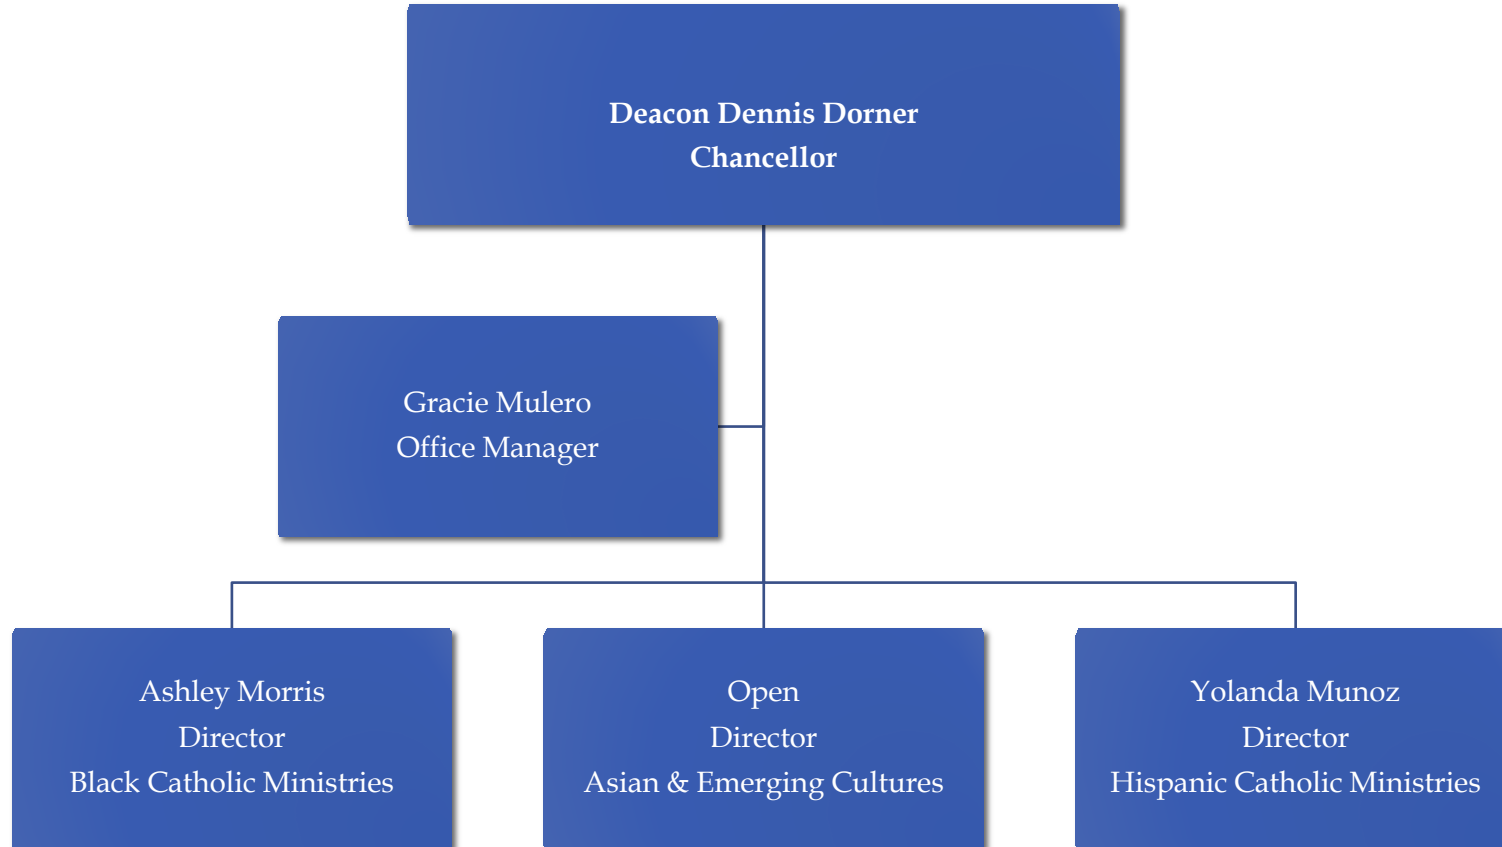 Deacon Dennis Dorner
Chancellor
Gracie Mulero
Office Manager
Ashley Morris
Director
Black Catholic Ministries
Open
Director
Asian & Emerging Cultures
Yolanda Munoz
Director
Hispanic Catholic Ministries